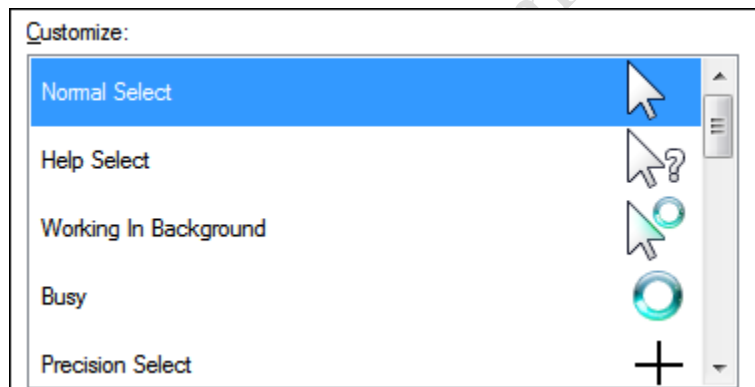 Customize:
Normal Select
Help Select
Working In Background
Busy
Precision Select